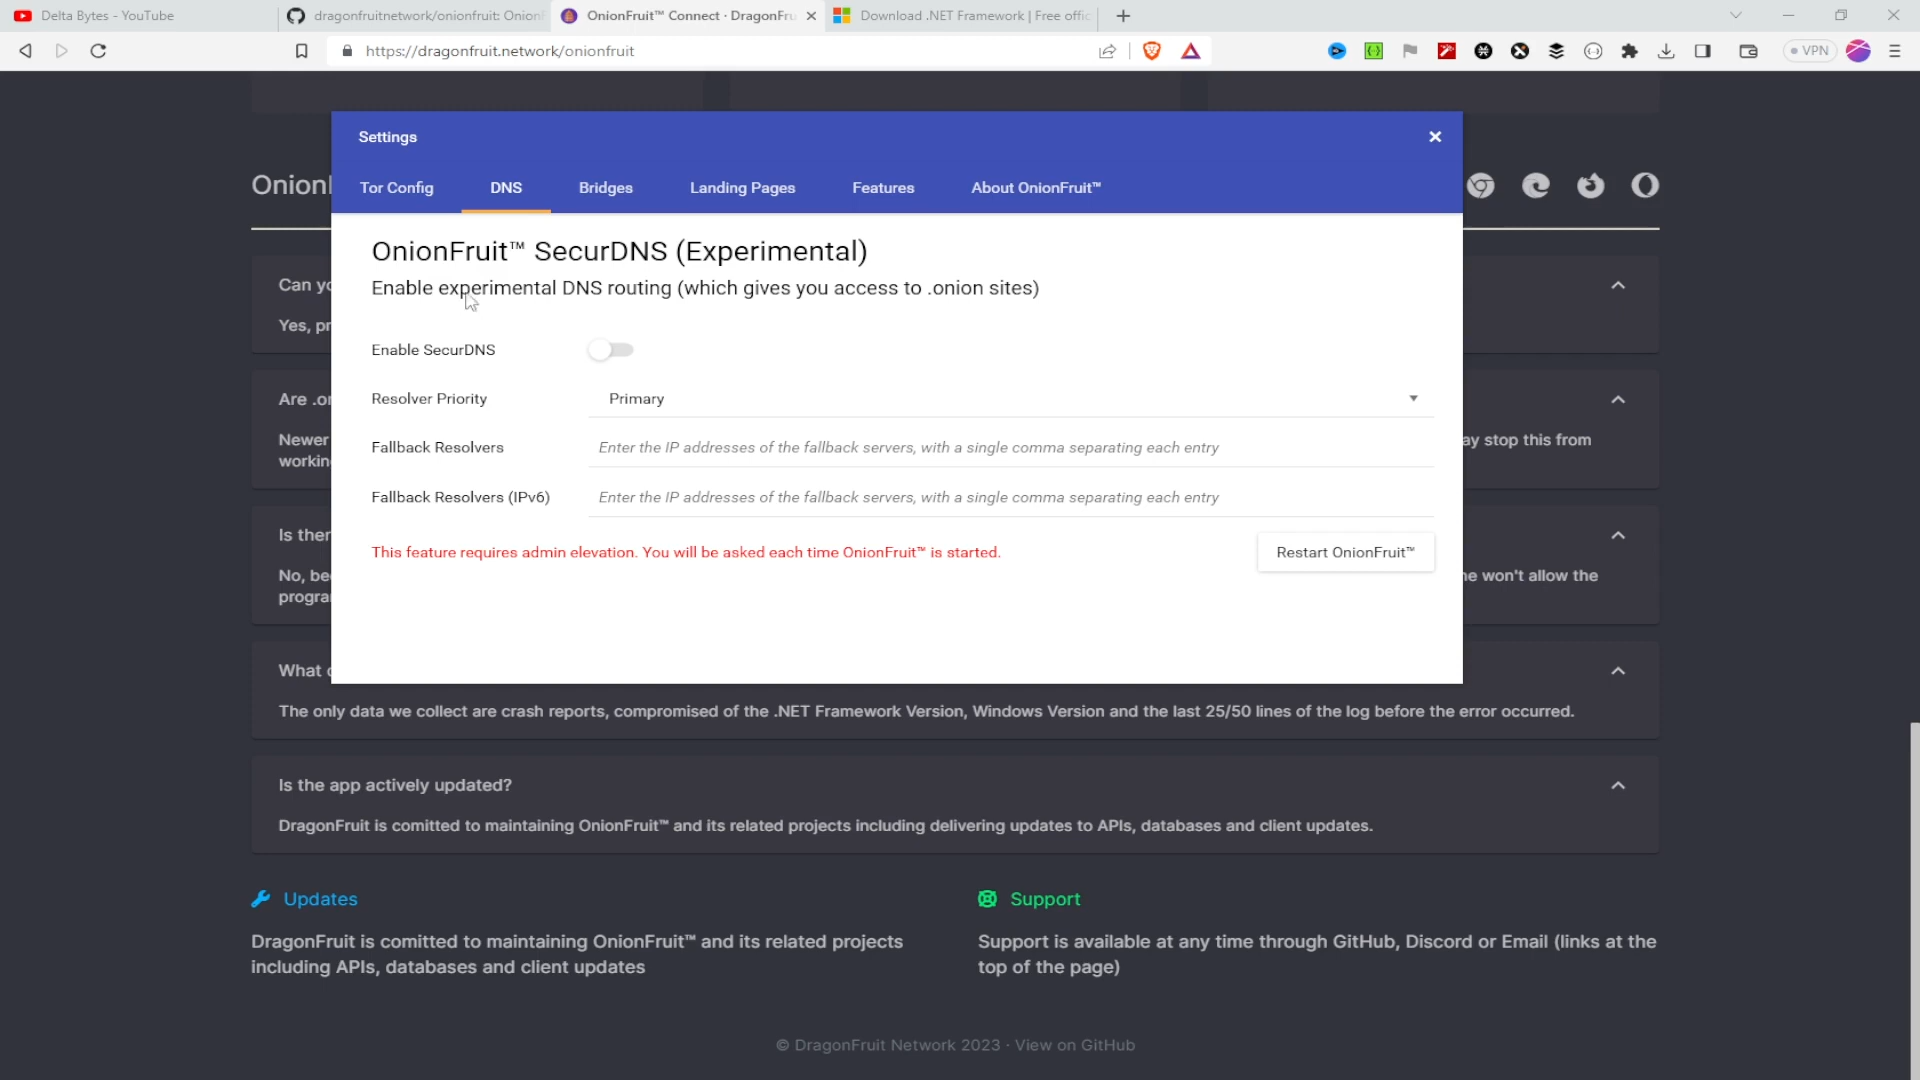 Delta Bytes - YouTube
dragonfruitnetwork/onionfruit: Onion
OnionFruit™ Connect · DragonFru
Download .NET Framework | Free offic
https://dragonfruit.network/onionfruit
VPN
Settings
Tor Config
DNS
Bridges
Landing Pages
Features
About OnionFruit™
Onion
OnionFruit™ SecurDNS (Experimental)
Enable experimental DNS routing (which gives you access to .onion sites)
Can yo
Yes, pr
Enable SecurDNS
Resolver Priority
Primary
Are .on
Newer
ay stop this from
workin
Fallback Resolvers
Enter the IP addresses of the fallback servers, with a single comma separating each entry
Fallback Resolvers (IPv6)
Enter the IP addresses of the fallback servers, with a single comma separating each entry
Is ther
This feature requires admin elevation. You will be asked each time OnionFruit™ is started.
Restart OnionFruit™
No, be
ne won't allow the
progra
What
The only data we collect are crash reports, compromised of the .NET Framework Version, Windows Version and the last 25/50 lines of the log before the error occurred.
Is the app actively updated?
DragonFruit is comitted to maintaining OnionFruit™ and its related projects including delivering updates to APIs, databases and client updates.
Updates
DragonFruit is comitted to maintaining OnionFruit™ and its related projects
including APIs, databases and client updates
Support
Support is available at any time through GitHub, Discord or Email (links at the
top of the page)
© DragonFruit Network 2023 · View on GitHub